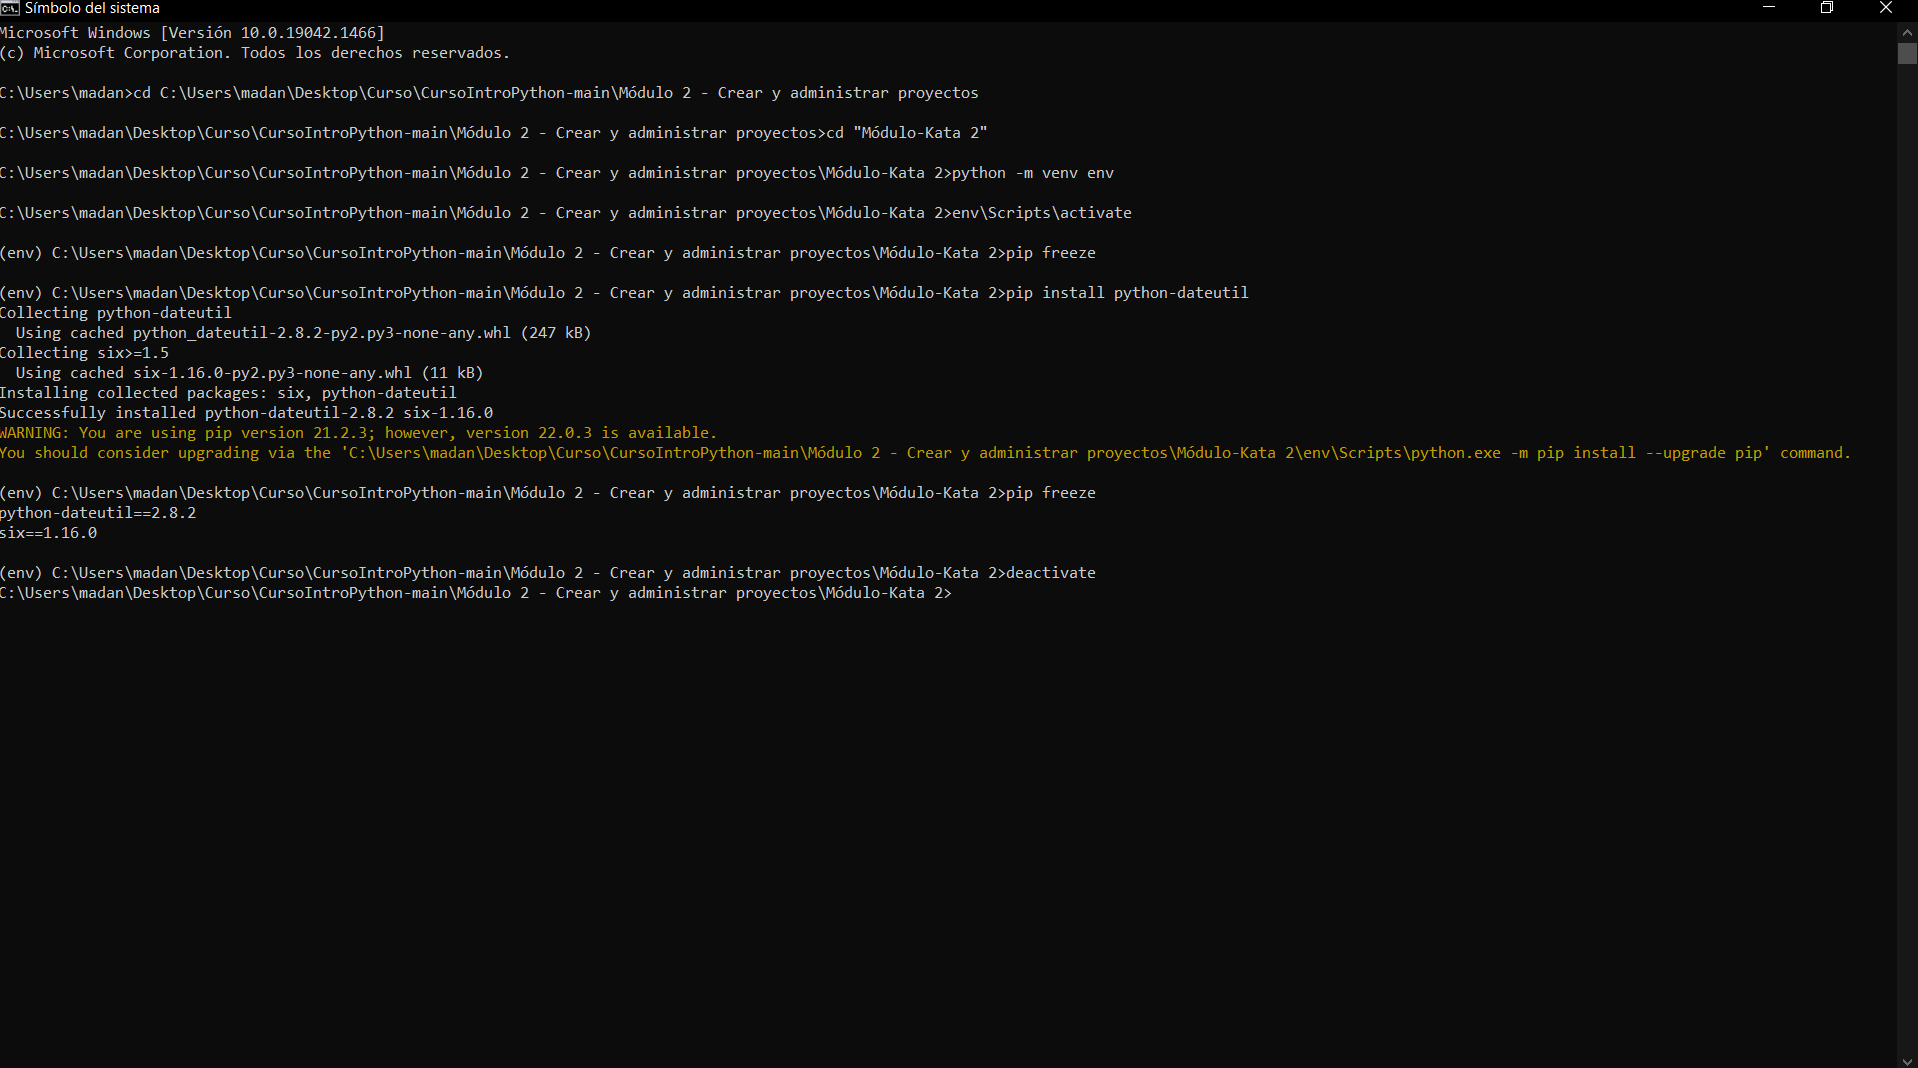 Símbolo del sistema
Microsoft Windows [Versión 10.0.19042.1466]
(c) Microsoft Corporation. Todos los derechos reservados.
C:\Users\madan>cd C:\Users\madan\Desktop\Curso\CursoIntroPython-main\Módulo 2 - Crear y administrar proyectos
C:\Users\madan\Desktop\Curso\CursoIntroPython-main\Módulo 2 - Crear y administrar proyectos>cd "Módulo-Kata 2"
C:\Users\madan\Desktop\Curso\CursoIntroPython-main\Módulo 2 - Crear y administrar proyectos\Módulo-Kata 2>python -m venv env
C:\Users\madan\Desktop\Curso\CursoIntroPython-main\Módulo 2 - Crear y administrar proyectos\Módulo-Kata 2>env\Scripts\activate
(env) C:\Users\madan\Desktop\Curso\CursoIntroPython-main\Módulo 2 - Crear y administrar proyectos\Módulo-Kata 2>pip freeze
(env) C:\Users\madan\Desktop\Curso\CursoIntroPython-main\Módulo 2 - Crear y administrar proyectos\Módulo-Kata 2>pip install python-dateutil
Collecting python-dateutil
  Using cached python_dateutil-2.8.2-py2.py3-none-any.whl (247 kB)
Collecting six>=1.5
  Using cached six-1.16.0-py2.py3-none-any.whl (11 kB)
Installing collected packages: six, python-dateutil
Successfully installed python-dateutil-2.8.2 six-1.16.0
WARNING: You are using pip version 21.2.3; however, version 22.0.3 is available.
You should consider upgrading via the 'C:\Users\madan\Desktop\Curso\CursoIntroPython-main\Módulo 2 - Crear y administrar proyectos\Módulo-Kata 2\env\Scripts\python.exe -m pip install --upgrade pip' command.
(env) C:\Users\madan\Desktop\Curso\CursoIntroPython-main\Módulo 2 - Crear y administrar proyectos\Módulo-Kata 2>pip freeze
python-dateutil==2.8.2
six==1.16.0
(env) C:\Users\madan\Desktop\Curso\CursoIntroPython-main\Módulo 2 - Crear y administrar proyectos\Módulo-Kata 2>deactivate
C:\Users\madan\Desktop\Curso\CursoIntroPython-main\Módulo 2 - Crear y administrar proyectos\Módulo-Kata 2>